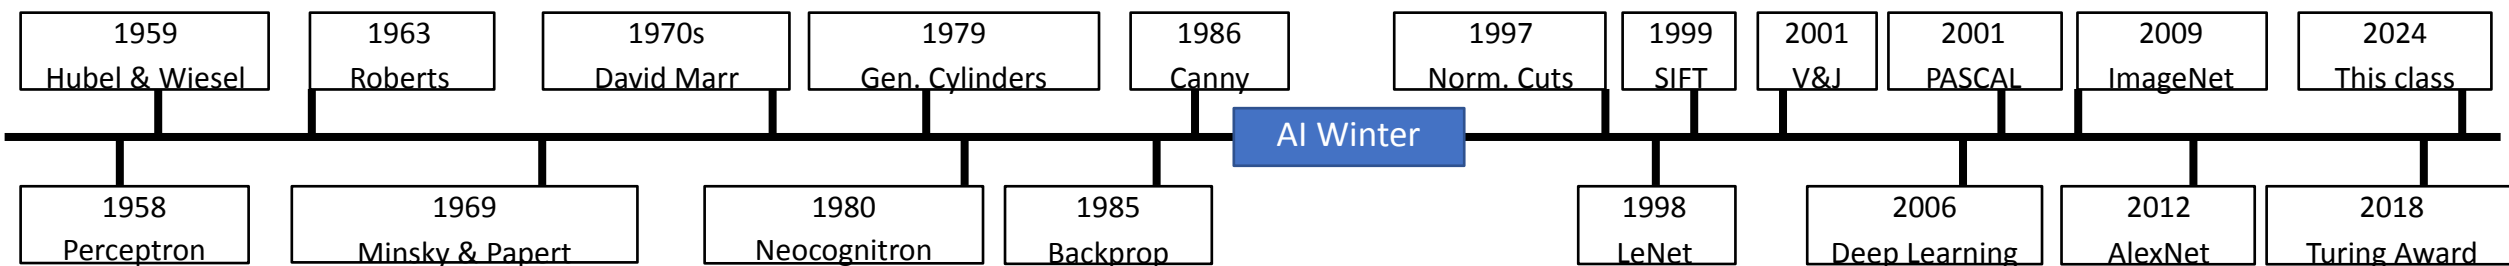 1959
Hubel & Wiesel
1963
Roberts
1970s
David Marr
1979
Gen. Cylinders
1986
Canny
1997
Norm. Cuts
1999
SIFT
2001
V&J
2001
PASCAL
2009
ImageNet
2024
This class
AI Winter
1958
Perceptron
1969
Minsky & Papert
1980
Neocognitron
1985
Backprop
1998
LeNet
2006
Deep Learning
2012
AlexNet
2018
Turing Award